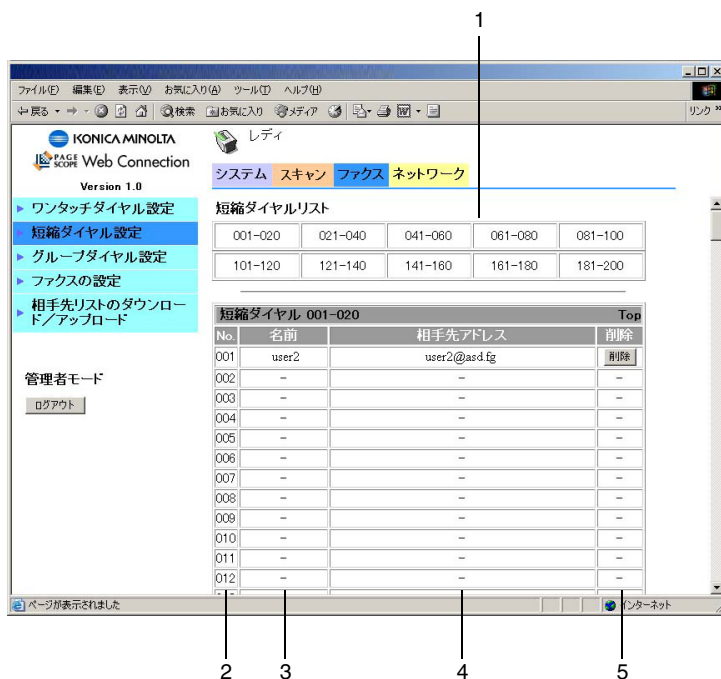 1
ファイル(F) 編集(E) 表示(V) お気に入り(A) ツール(T) ヘルプ(H)
戻る 検索 お気に入り メディア リンク »
KONICA MINOLTA
PAGE SCOPE Web Connection
Version 1.0
レディ
システム スキャン ファクス ネットワーク
ワンタッチダイヤル設定
短縮ダイヤル設定
グループダイヤル設定
ファクスの設定
相手先リストのダウンロー
ド／アップロード
管理者モード
ログアウト
短縮ダイヤルリスト
001-020 021-040 041-060 061-080 081-100
101-120 121-140 141-160 161-180 181-200
短縮ダイヤル 001-020 Top
No. 名前 相手先アドレス 削除
001 user2 user2@asd.fg 削除
002 - - -
003 - - -
004 - - -
005 - - -
006 - - -
007 - - -
008 - - -
009 - - -
010 - - -
011 - - -
012 - - -
ページが表示されました インターネット
2 3 4 5